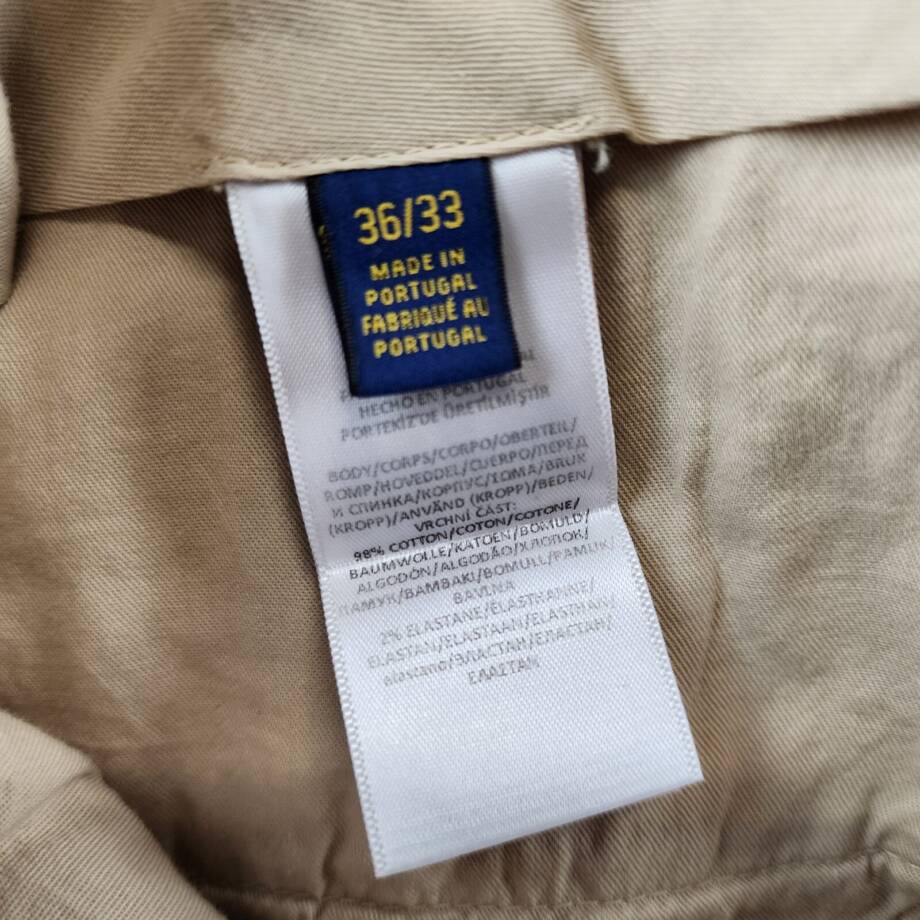 36/33
MADE IN
PORTUGAL
FABRIQUÉ AU
PORTUGAL
HECHO EN PORTUGAL
PORTEKİZ'DE ÜRETİLMİŞTİR
BODY/CORPS/CORPO/OBERTEIL/
ROMP/HOVEDDEL/CUERPO/ПЕРЕД
И СПИНКА/КОРПУС/ΣΩΜΑ/BRUK
(KROPP)/ANVÄND (KROPP)/BEDEN/
VRCHNÍ ČÁST:
98% COTTON/COTON/COTONE/
BAUMWOLLE/KATOEN/BOMULD/
ALGODÓN/ALGODÃO/ХЛОПОК/
ПАМУК/BAMBAKI/BOMULL/PAMUK/
BAVLNA
2% ELASTANE/ÉLASTHANNE/
ELASTAN/ELASTAAN/ELASTHAN/
elastano/ЭЛАСТАН/ЕЛАСТАН/
ΕΛΑΣΤΑΝ